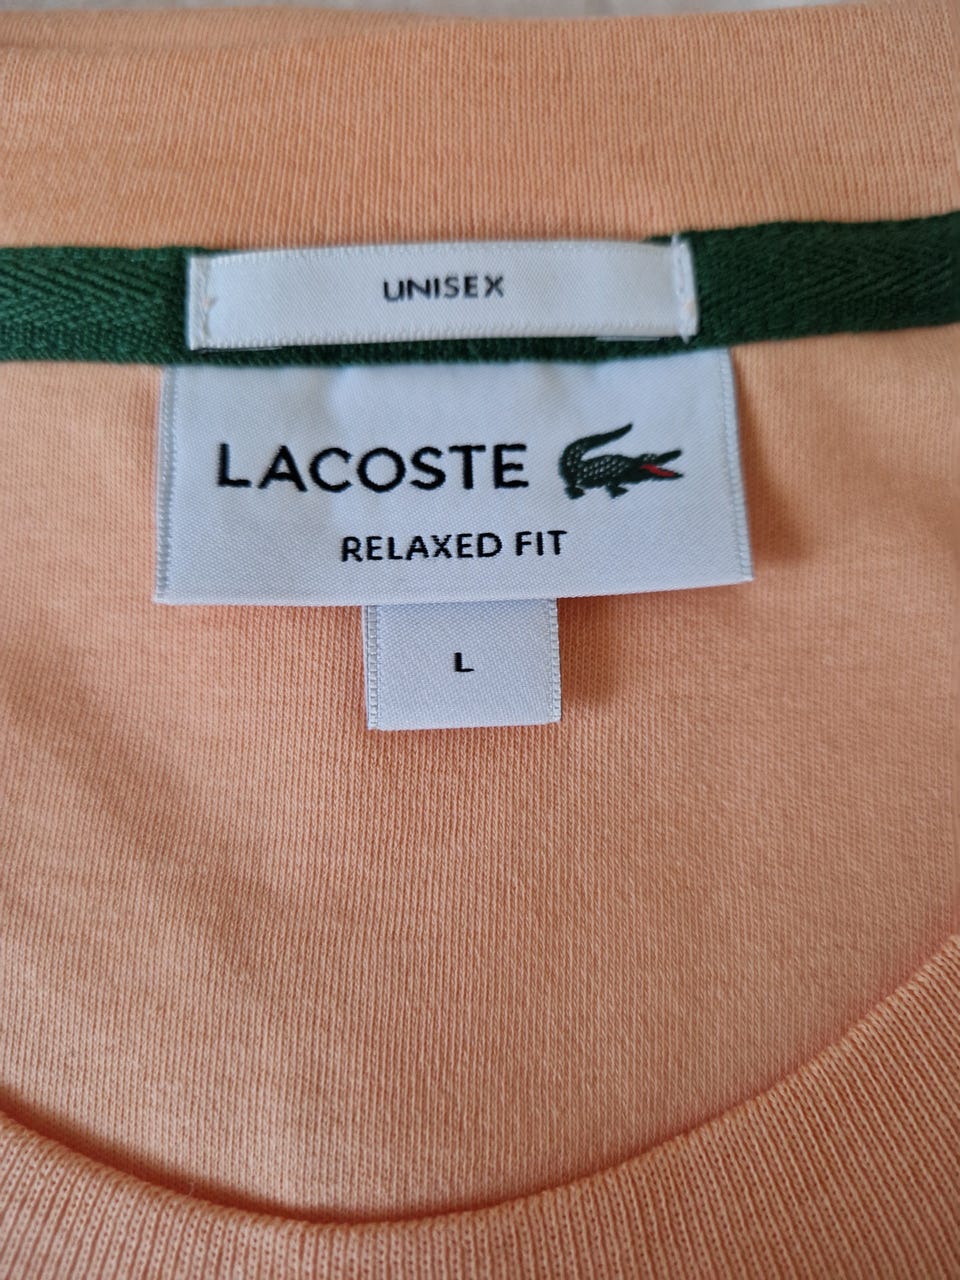 UNISEX
LACOSTE
RELAXED FIT
L